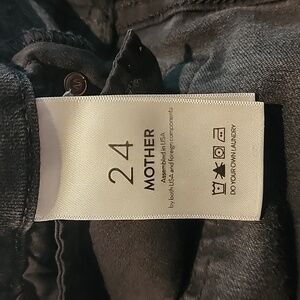 24
MOTHER
Assembled in USA
by both USA and foreign components
DO YOUR OWN LAUNDRY